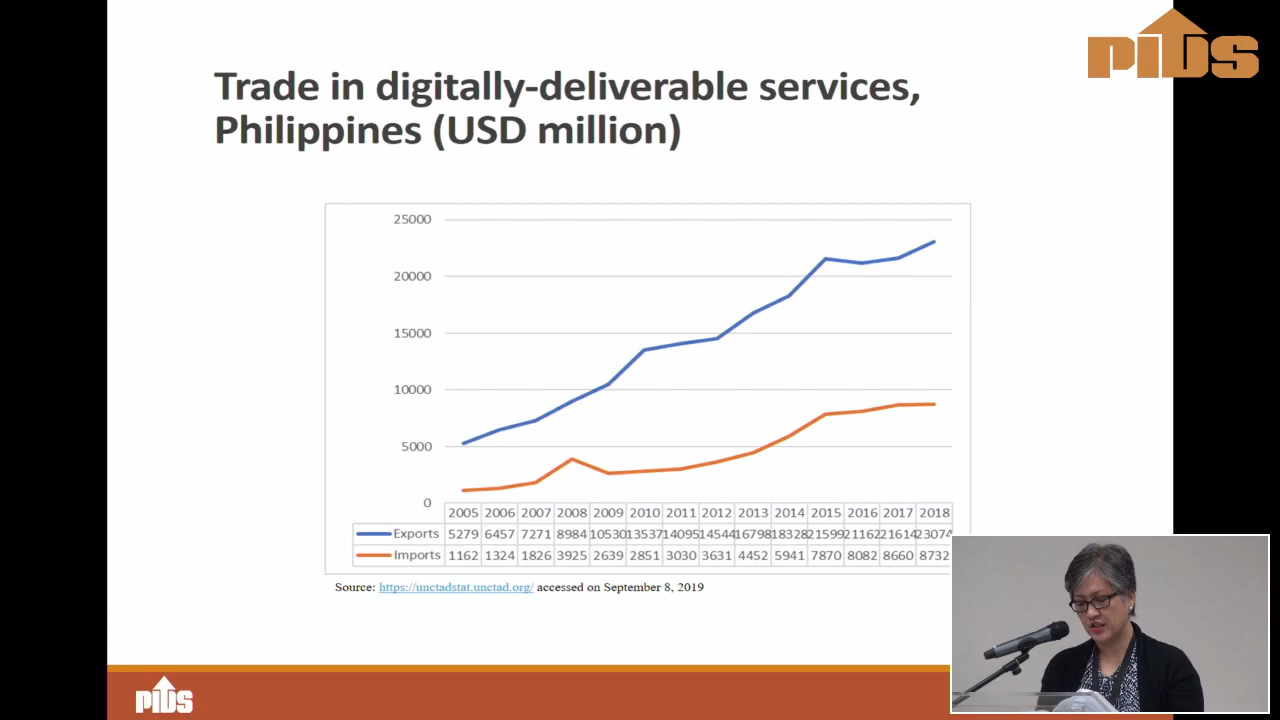 PIDS
Trade in digitally-deliverable services,
Philippines (USD million)
25000
20000
15000
10000
5000
0
2005 2006 2007 2008 2009 2010 2011 2012 2013 2014 2015 2016 2017 2018
Exports 5279 6457 7271 8984 10530 13537 14095 14544 16798 18328 21599 21162 21614 23074
Imports 1162 1324 1826 3925 2639 2851 3030 3631 4452 5941 7870 8082 8660 8732
Source: https://unctadstat.unctad.org/ accessed on September 8, 2019
PIDS